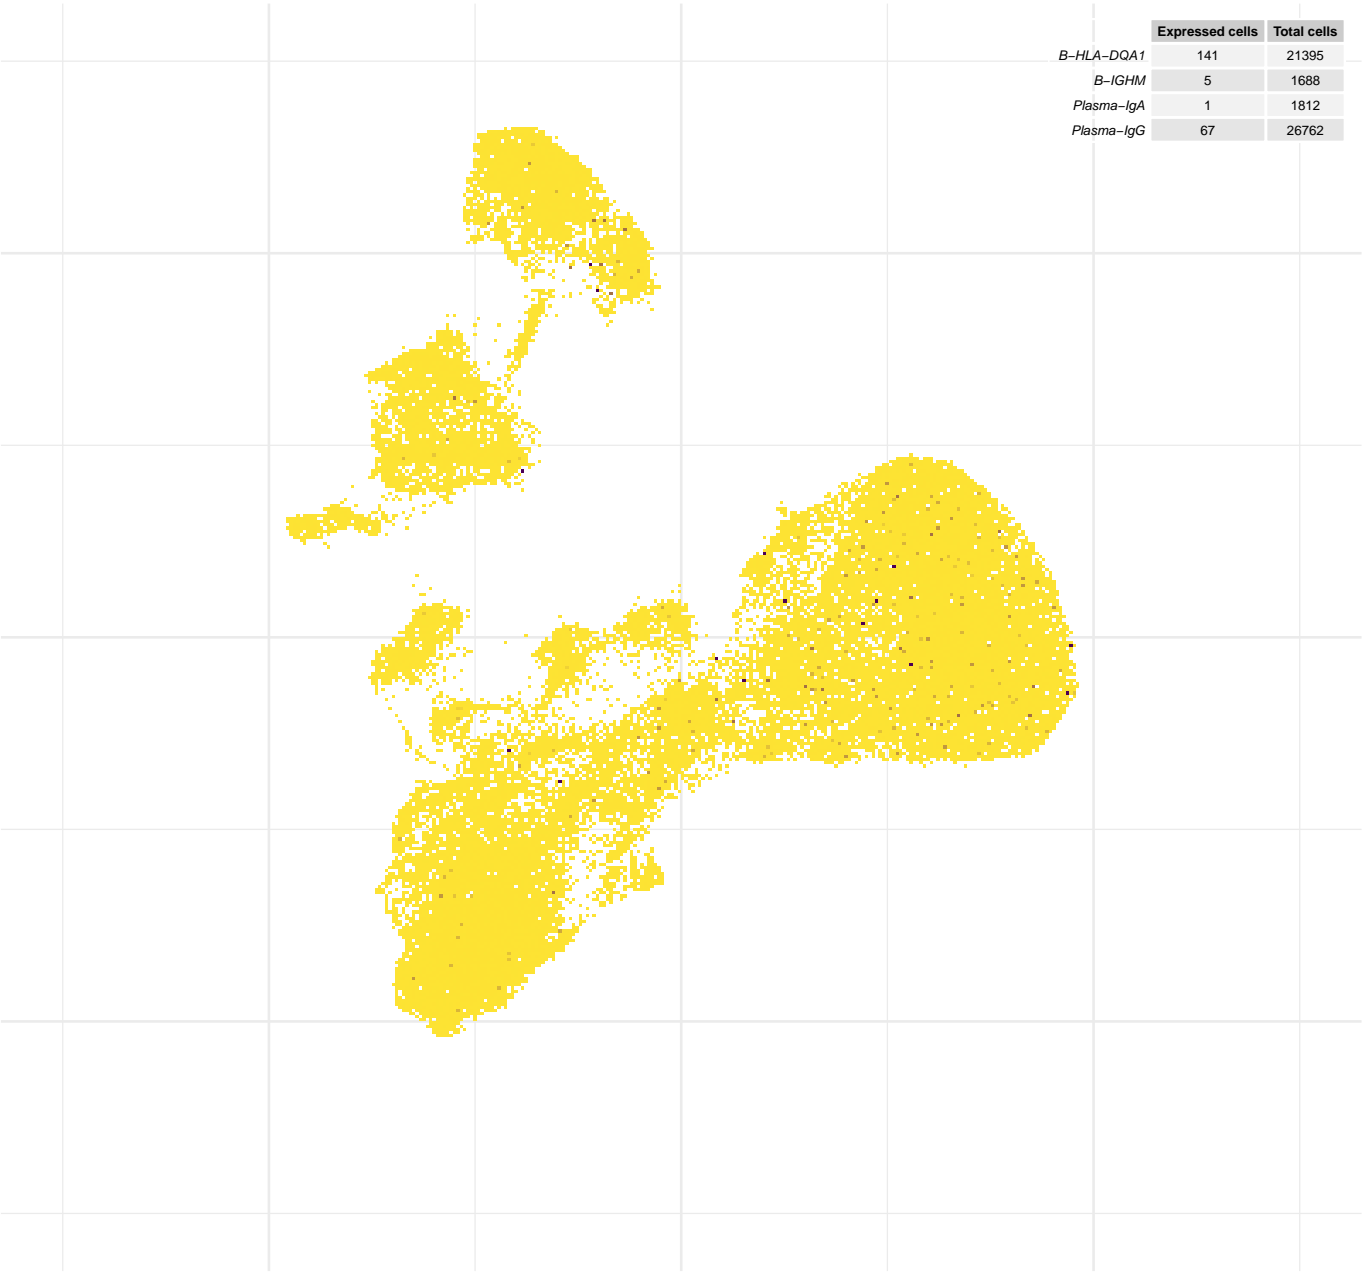 Expressed cells Total cells
B−HLA−DQA1 141 21395
B−IGHM 5 1688
Plasma−IgA 1 1812
Plasma−IgG 67 26762